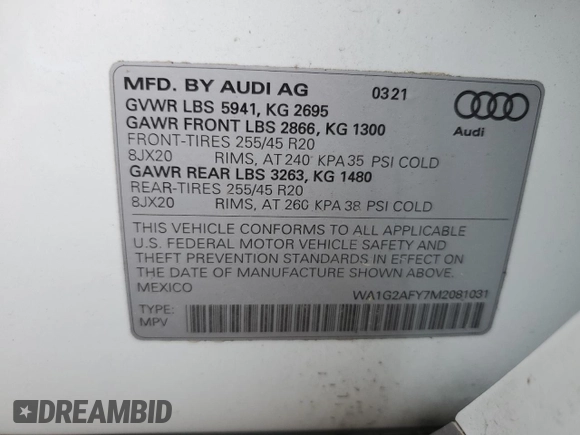 MFD. BY AUDI AG 03.21
GVWR LBS 5941, KG 2695
GAWR FRONT LBS 2866, KG 1300
FRONT-TIRES 255/45 R20
8JX20 RIMS, AT 240 KPA 35 PSI COLD
GAWR REAR LBS 3263, KG 1480
REAR-TIRES 255/45 R20
8JX20 RIMS, AT 260 KPA 38 PSI COLD
Audi
THIS VEHICLE CONFORMS TO ALL APPLICABLE
U.S. FEDERAL MOTOR VEHICLE SAFETY AND
THEFT PREVENTION STANDARDS IN EFFECT ON
THE DATE OF MANUFACTURE SHOWN ABOVE.
MEXICO WA1G2AFY7M2081031
TYPE:
MPV
DREAMBID